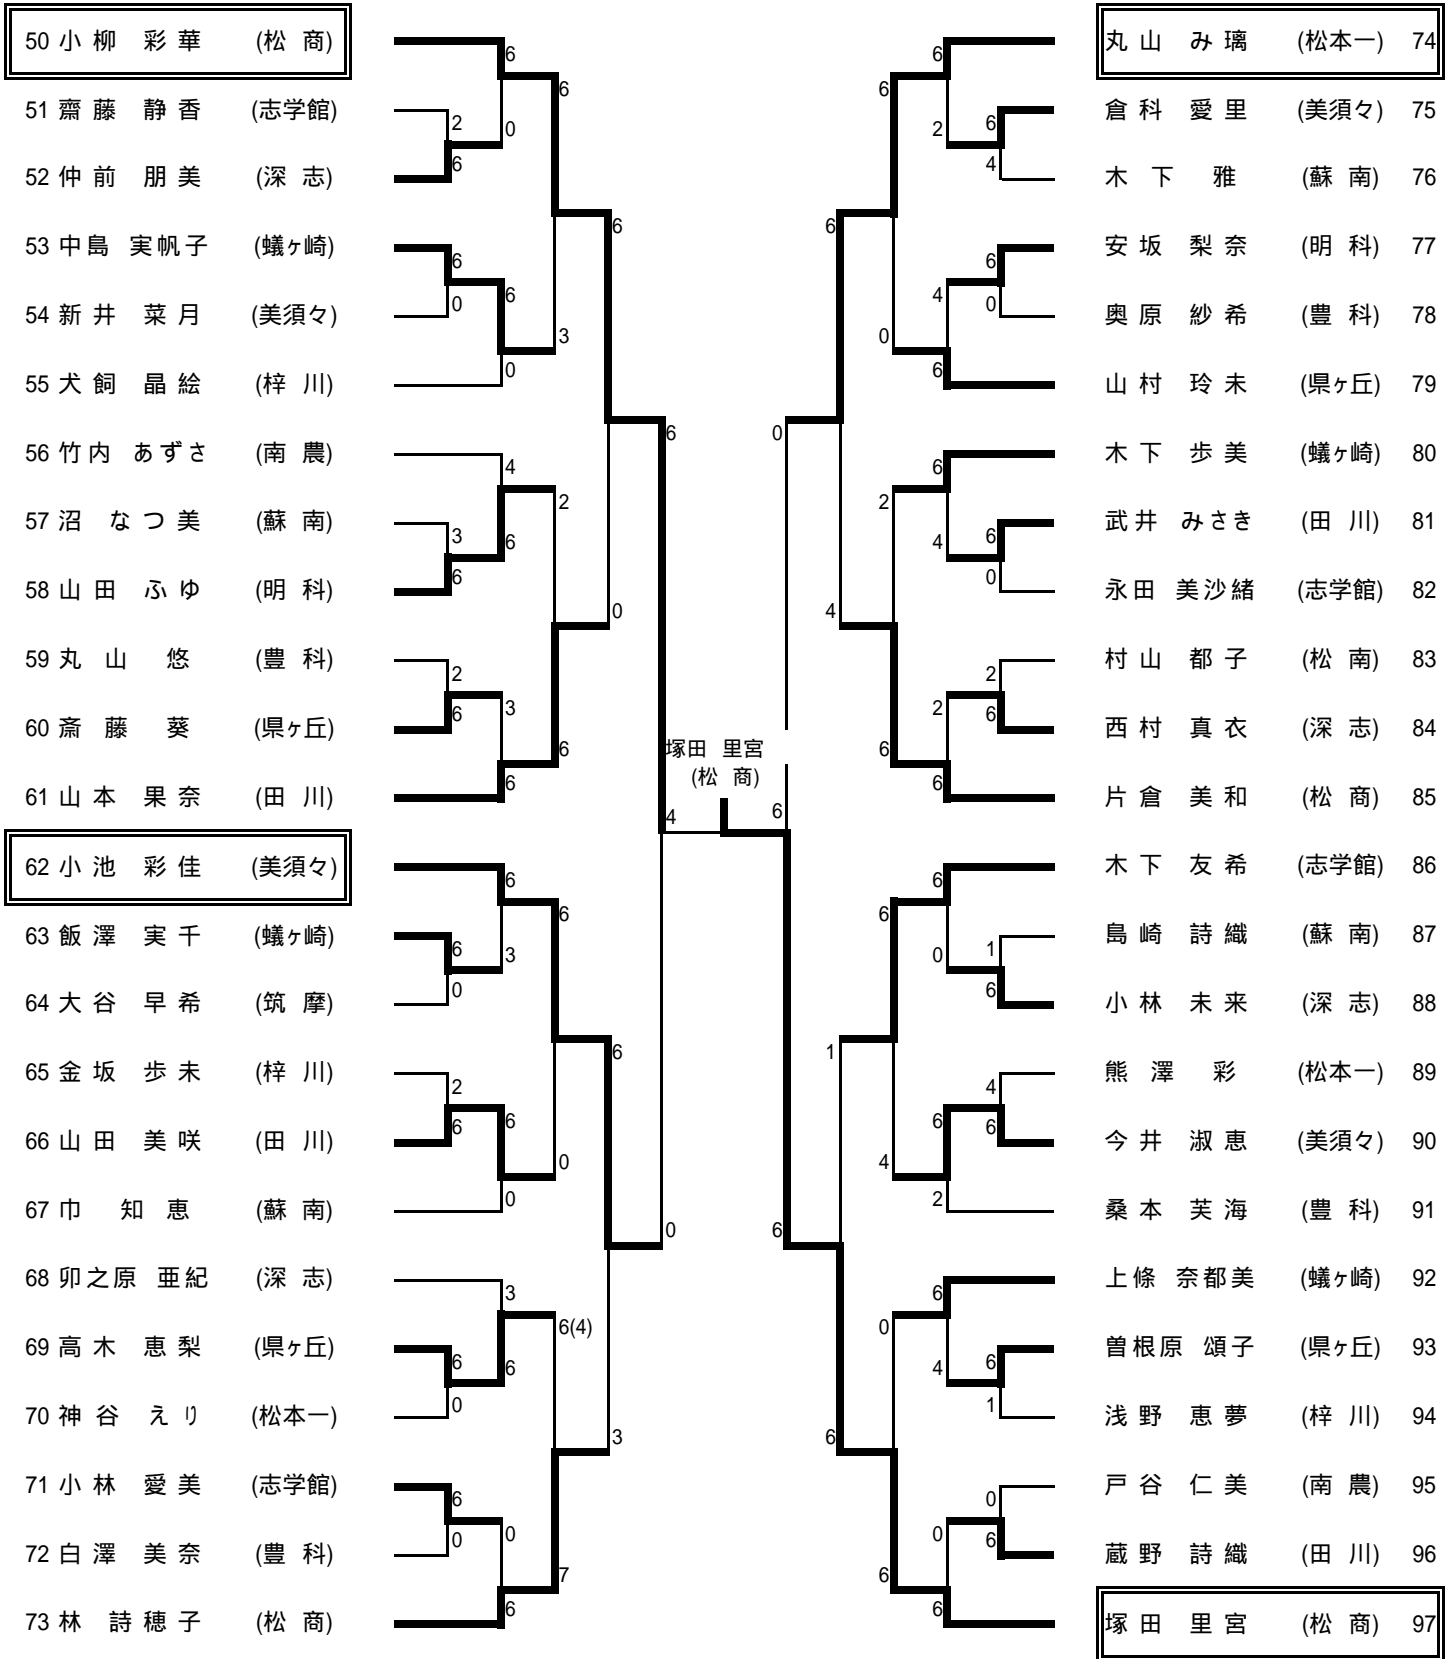 50 小柳 彩華 (松商)
51 齋藤 静香 (志学館)
52 仲前 朋美 (深志)
53 中島 実帆子 (蟻ヶ崎)
54 新井 菜月 (美須々)
55 犬飼 晶絵 (梓川)
56 竹内 あずさ (南農)
57 沼 なつ美 (蘇南)
58 山田 ふゆ (明科)
59 丸山 悠 (豊科)
60 斎藤 葵 (県ヶ丘)
61 山本 果奈 (田川)
62 小池 彩佳 (美須々)
63 飯澤 実千 (蟻ヶ崎)
64 大谷 早希 (筑摩)
65 金坂 歩未 (梓川)
66 山田 美咲 (田川)
67 巾 知恵 (蘇南)
68 卯之原 亜紀 (深志)
69 高木 恵梨 (県ヶ丘)
70 神谷 えり (松本一)
71 小林 愛美 (志学館)
72 白澤 美奈 (豊科)
73 林 詩穂子 (松商)
2
6
6
0
3
6
2
6
6
0
2
6
6
0
6
0
6
0
6
0
4
6
3
6
6
3
6
0
3
6
0
6
6
3
2
6
6
0
6(4)
7
6
0
6
3
6
0
4
塚田 里宮
(松商)
6
0
6
6
4
1
6
6
0
2
6
6
4
0
6
6
2
4
6
6
4
2
6
6
0
6
2
6
4
0
6
6
4
6
0
6
0
2
6
1
6
4
6
6
1
0
6
丸山 み璃 (松本一) 74
倉科 愛里 (美須々) 75
木下 雅 (蘇南) 76
安坂 梨奈 (明科) 77
奥原 紗希 (豊科) 78
山村 玲未 (県ヶ丘) 79
木下 歩美 (蟻ヶ崎) 80
武井 みさき (田川) 81
永田 美沙緒 (志学館) 82
村山 都子 (松南) 83
西村 真衣 (深志) 84
片倉 美和 (松商) 85
木下 友希 (志学館) 86
島崎 詩織 (蘇南) 87
小林 未来 (深志) 88
熊澤 彩 (松本一) 89
今井 淑恵 (美須々) 90
桑本 芙海 (豊科) 91
上條 奈都美 (蟻ヶ崎) 92
曽根原 頌子 (県ヶ丘) 93
浅野 恵夢 (梓川) 94
戸谷 仁美 (南農) 95
蔵野 詩織 (田川) 96
塚田 里宮 (松商) 97